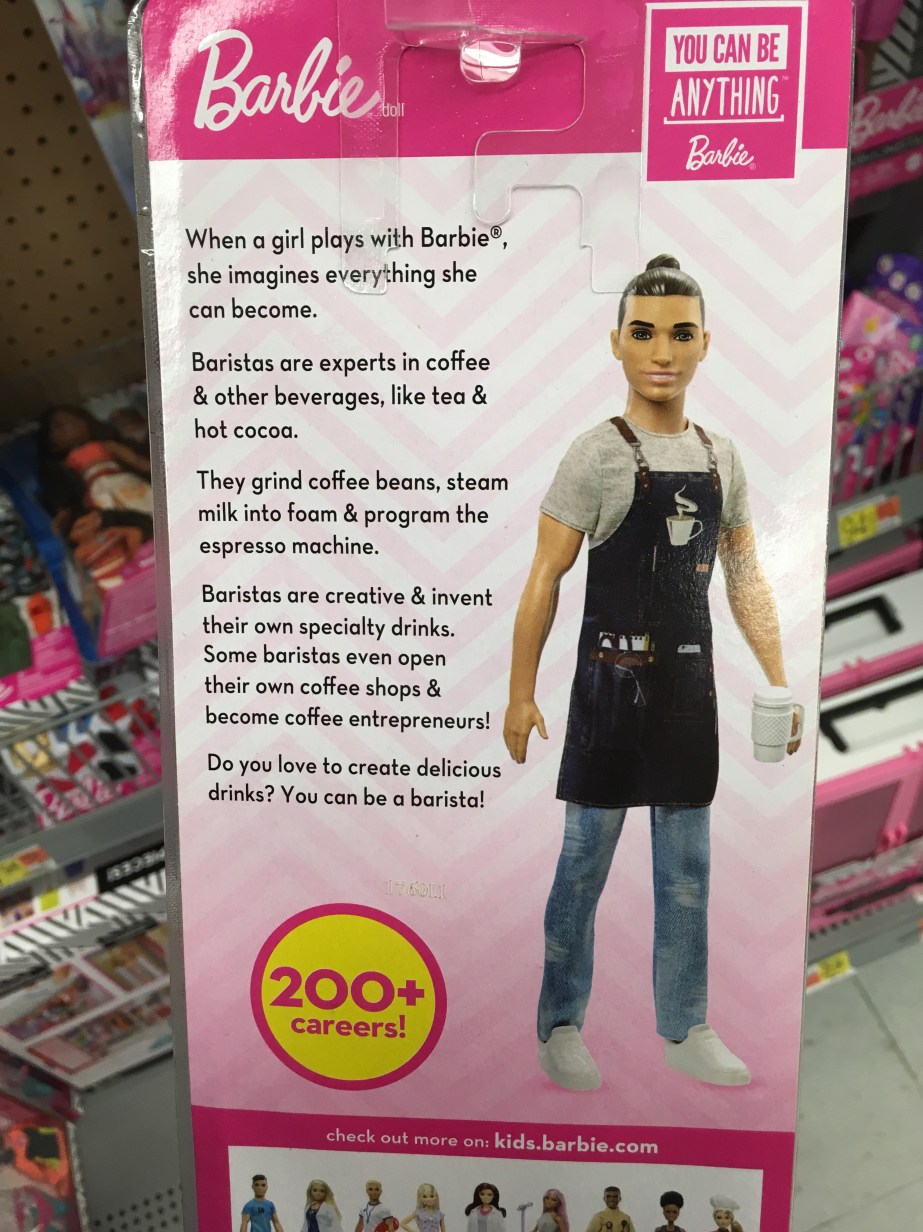 Barbie doll
YOU CAN BE
ANYTHING™
Barbie®
When a girl plays with Barbie®,
she imagines everything she
can become.
Baristas are experts in coffee
& other beverages, like tea &
hot cocoa.
They grind coffee beans, steam
milk into foam & program the
espresso machine.
Baristas are creative & invent
their own specialty drinks.
Some baristas even open
their own coffee shops &
become coffee entrepreneurs!
Do you love to create delicious
drinks? You can be a barista!
200+
careers!
check out more on: kids.barbie.com